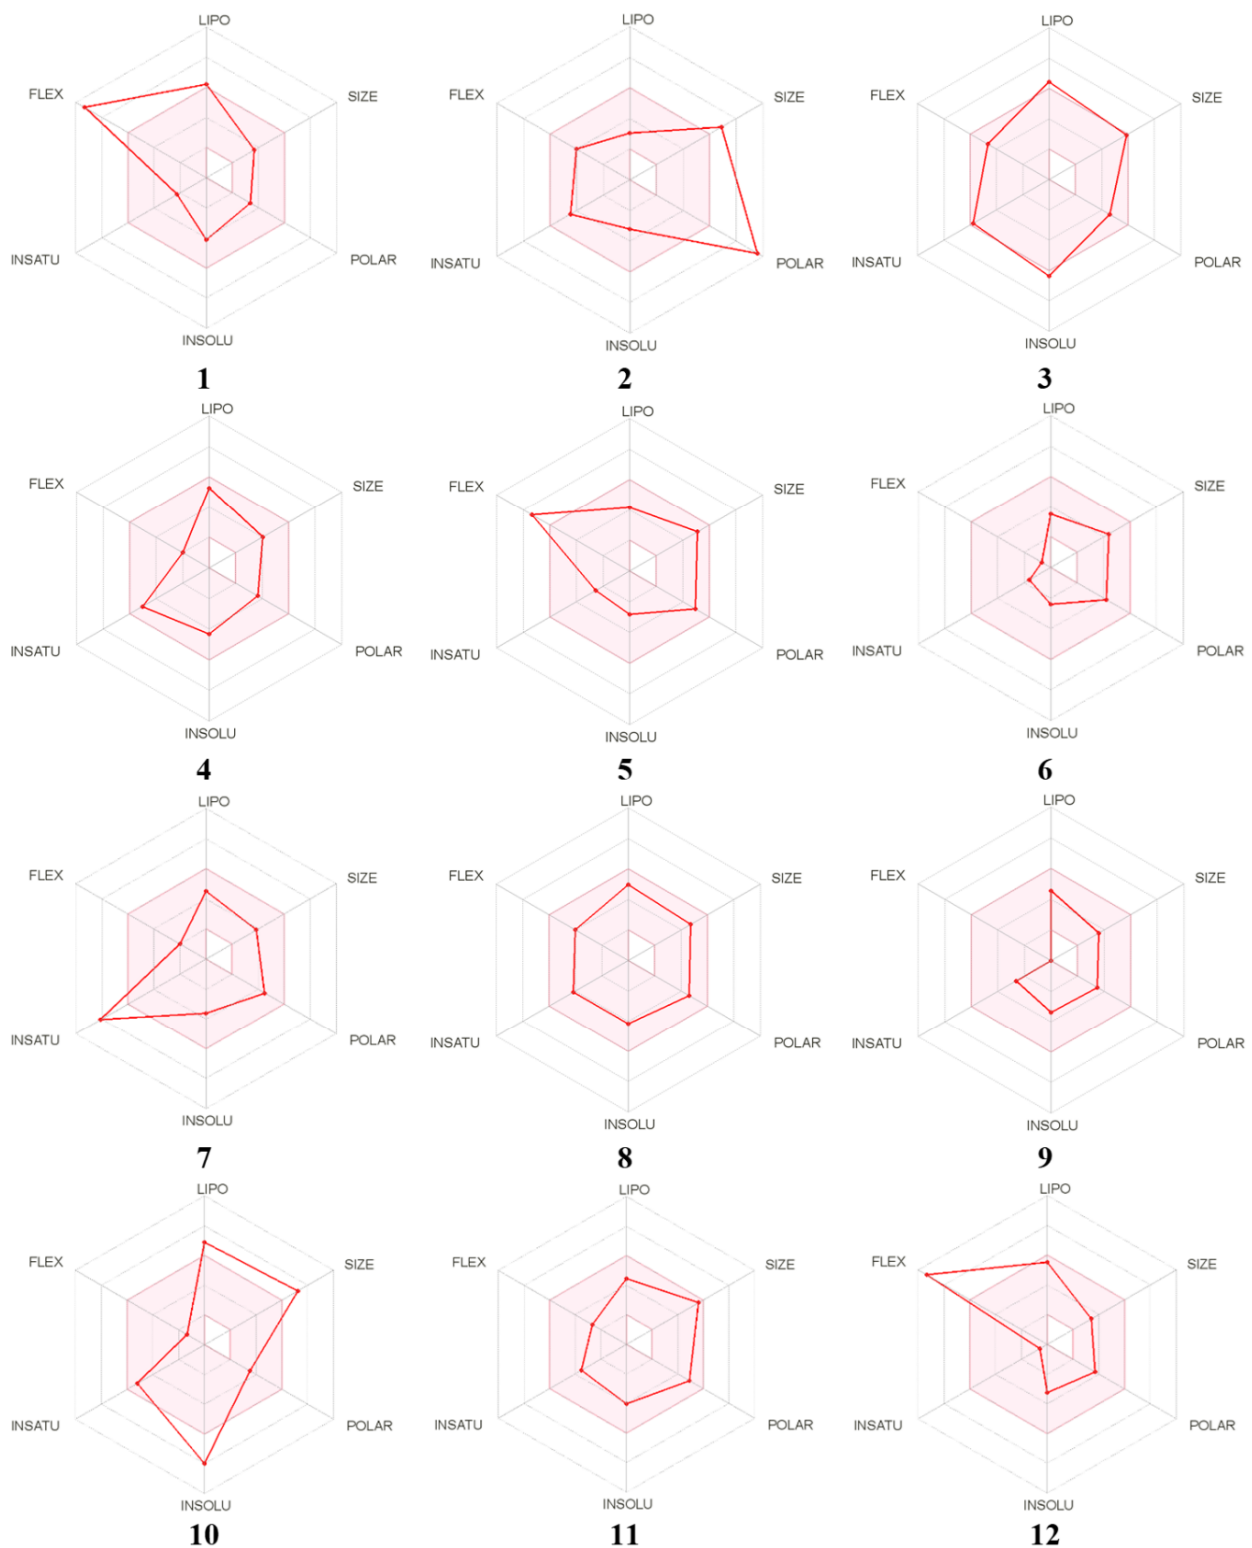 LIPO LIPO LIPO
FLEX SIZE FLEX SIZE FLEX SIZE
INSATU POLAR INSATU POLAR INSATU POLAR
INSOLU INSOLU INSOLU
1 2 3
LIPO LIPO LIPO
FLEX SIZE FLEX SIZE FLEX SIZE
INSATU POLAR INSATU POLAR INSATU POLAR
INSOLU INSOLU INSOLU
4 5 6
LIPO LIPO LIPO
FLEX SIZE FLEX SIZE FLEX SIZE
INSATU POLAR INSATU POLAR INSATU POLAR
INSOLU INSOLU INSOLU
7 8 9
LIPO LIPO LIPO
FLEX SIZE FLEX SIZE FLEX SIZE
INSATU POLAR INSATU POLAR INSATU POLAR
INSOLU INSOLU INSOLU
10 11 12